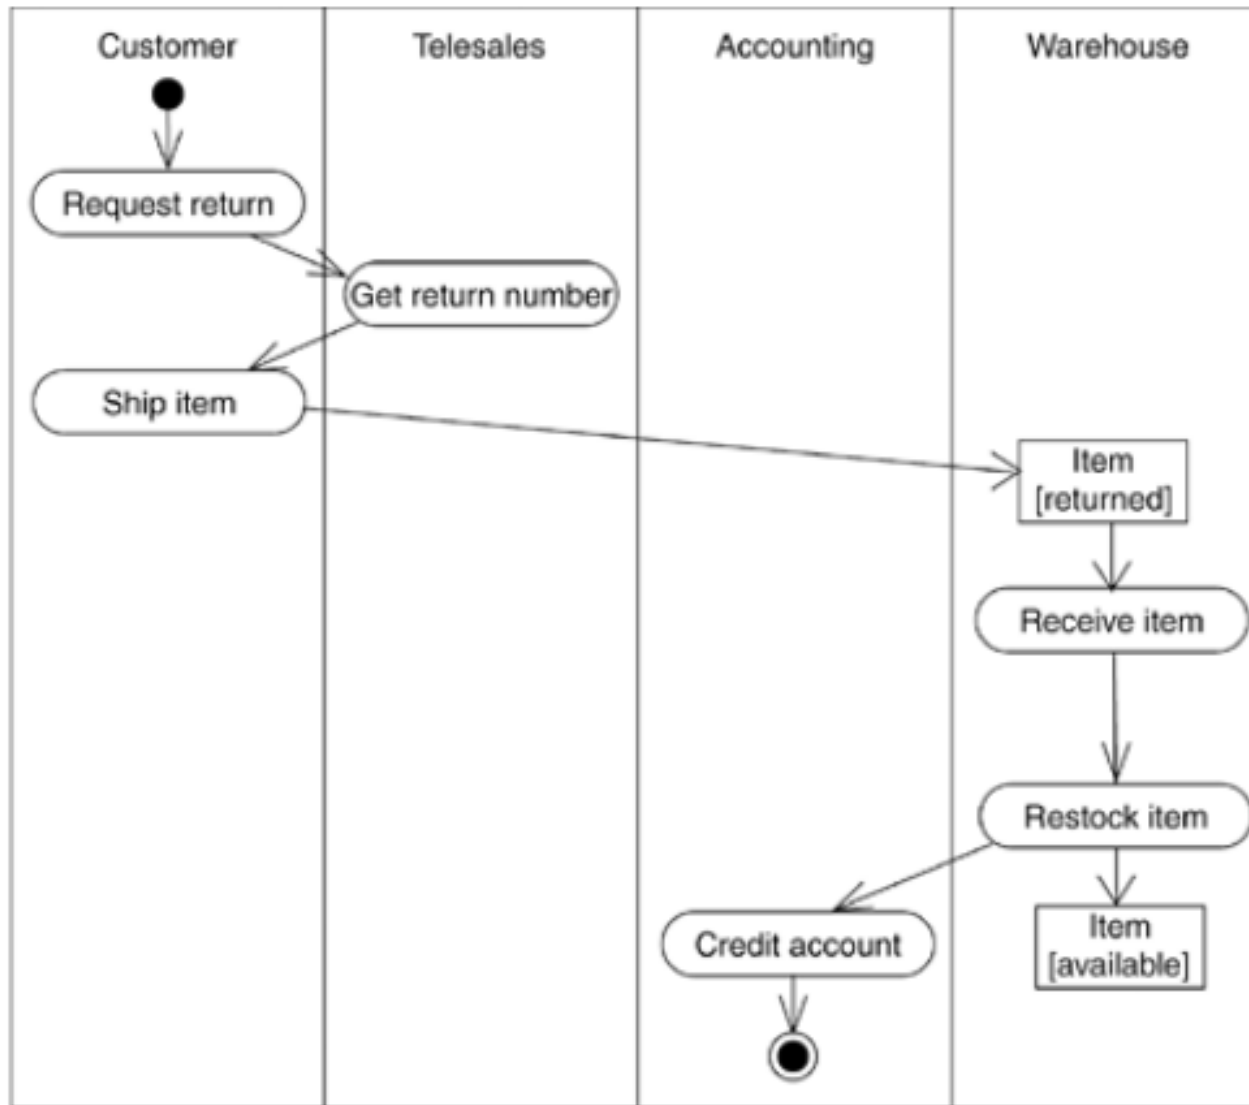 Customer
Telesales
Accounting
Warehouse
Request return
Get return number
Ship item
Item
[returned]
Receive item
Restock item
Credit account
Item
[available]